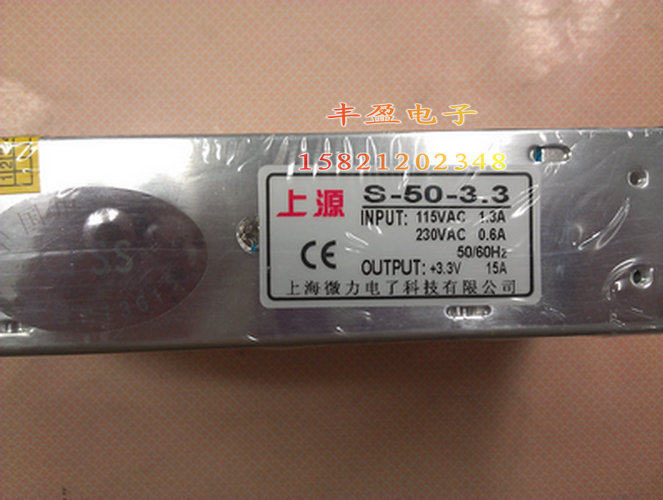 丰盈电子
15821202348
上源 S-50-3.3
INPUT: 115VAC 1.3A
230VAC 0.6A
50/60Hz
CE OUTPUT: +3.3V 15A
上海微力电子科技有限公司